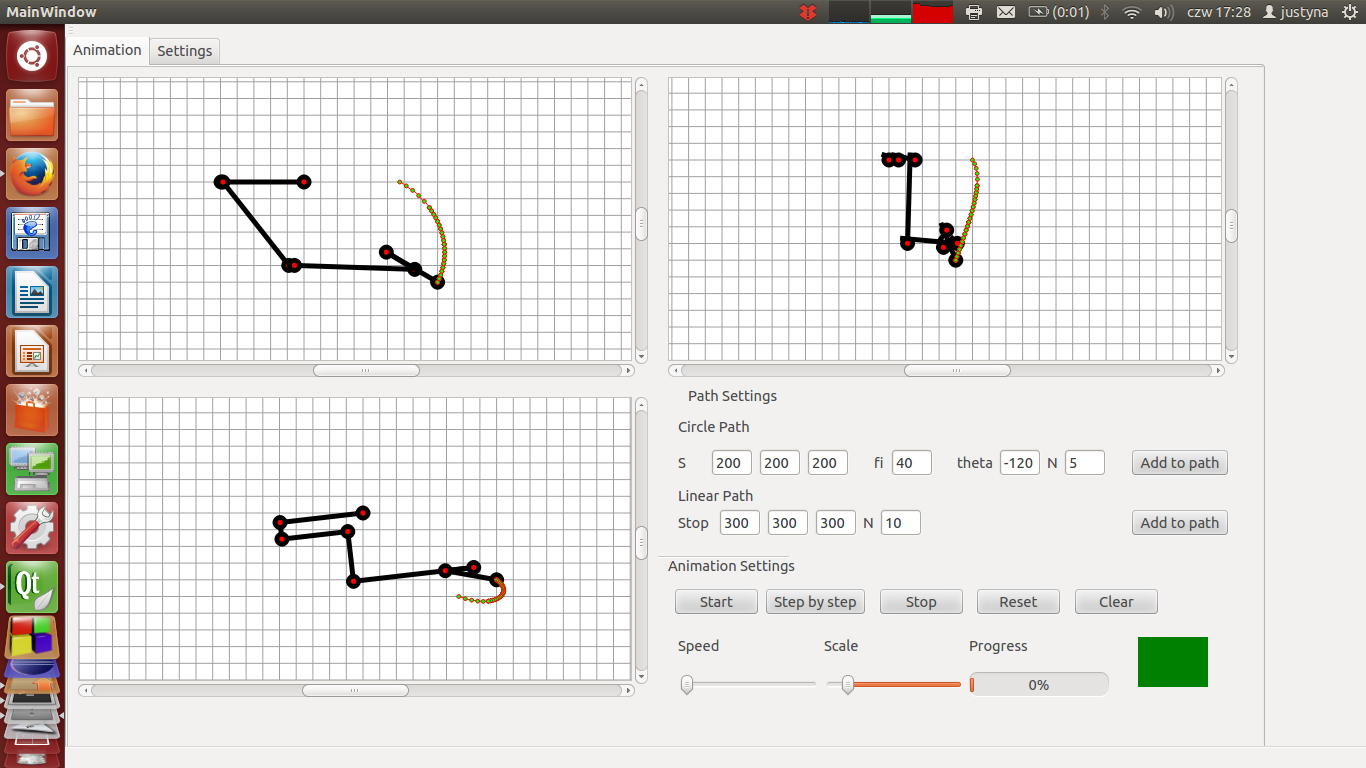 MainWindow (0:01) czw 17:28 justyna
Animation Settings
Path Settings
Circle Path
S 200 200 200 fi 40 theta -120 N 5 Add to path
Linear Path
Stop 300 300 300 N 10 Add to path
Animation Settings
Start Step by step Stop Reset Clear
Speed Scale Progress
0%
Qt